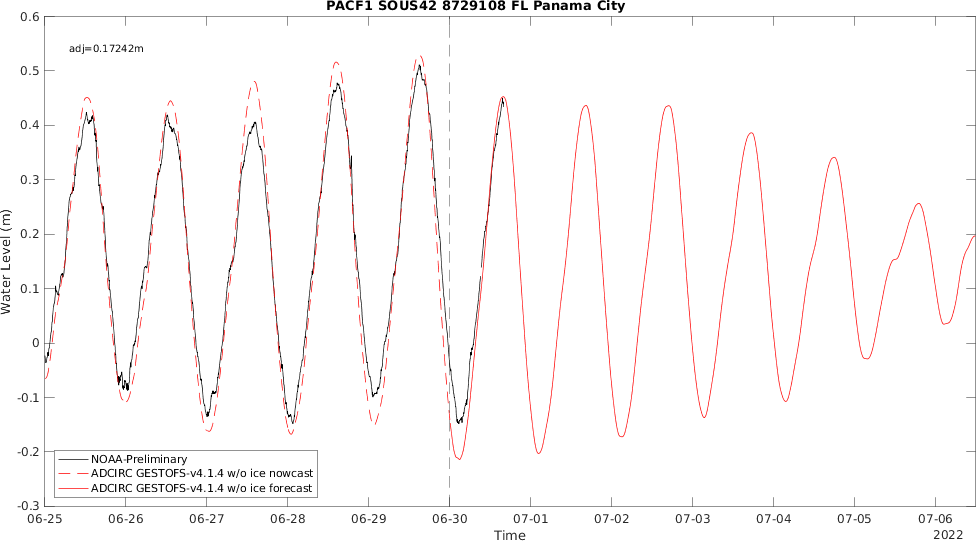 PACF1 SOUS42 8729108 FL Panama City
adj=0.17242m
Water Level (m)
0.6
0.5
0.4
0.3
0.2
0.1
0
-0.1
-0.2
-0.3
NOAA-Preliminary
ADCIRC GESTOFS-v4.1.4 w/o ice nowcast
ADCIRC GESTOFS-v4.1.4 w/o ice forecast
06-25 06-26 06-27 06-28 06-29 06-30 07-01 07-02 07-03 07-04 07-05 07-06
Time
2022